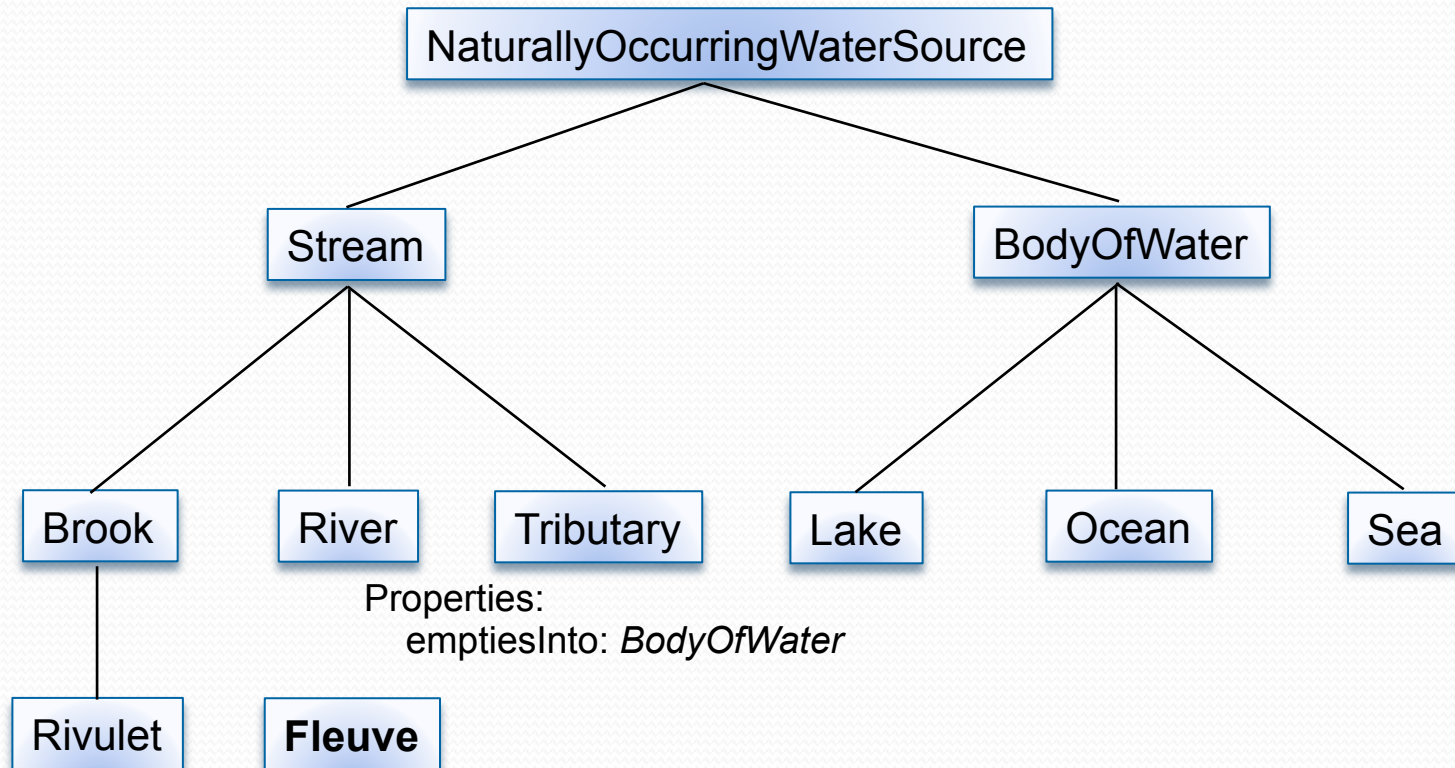 NaturallyOccurringWaterSource
Stream
BodyOfWater
Brook
River
Tributary
Lake
Ocean
Sea
Properties:
emptiesInto: BodyOfWater
Rivulet
Fleuve